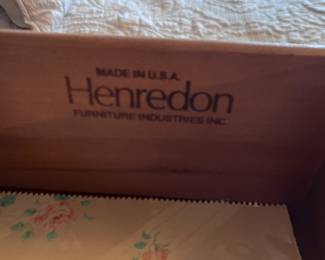 MADE IN U.S.A.
Henredon
FURNITURE INDUSTRIES INC